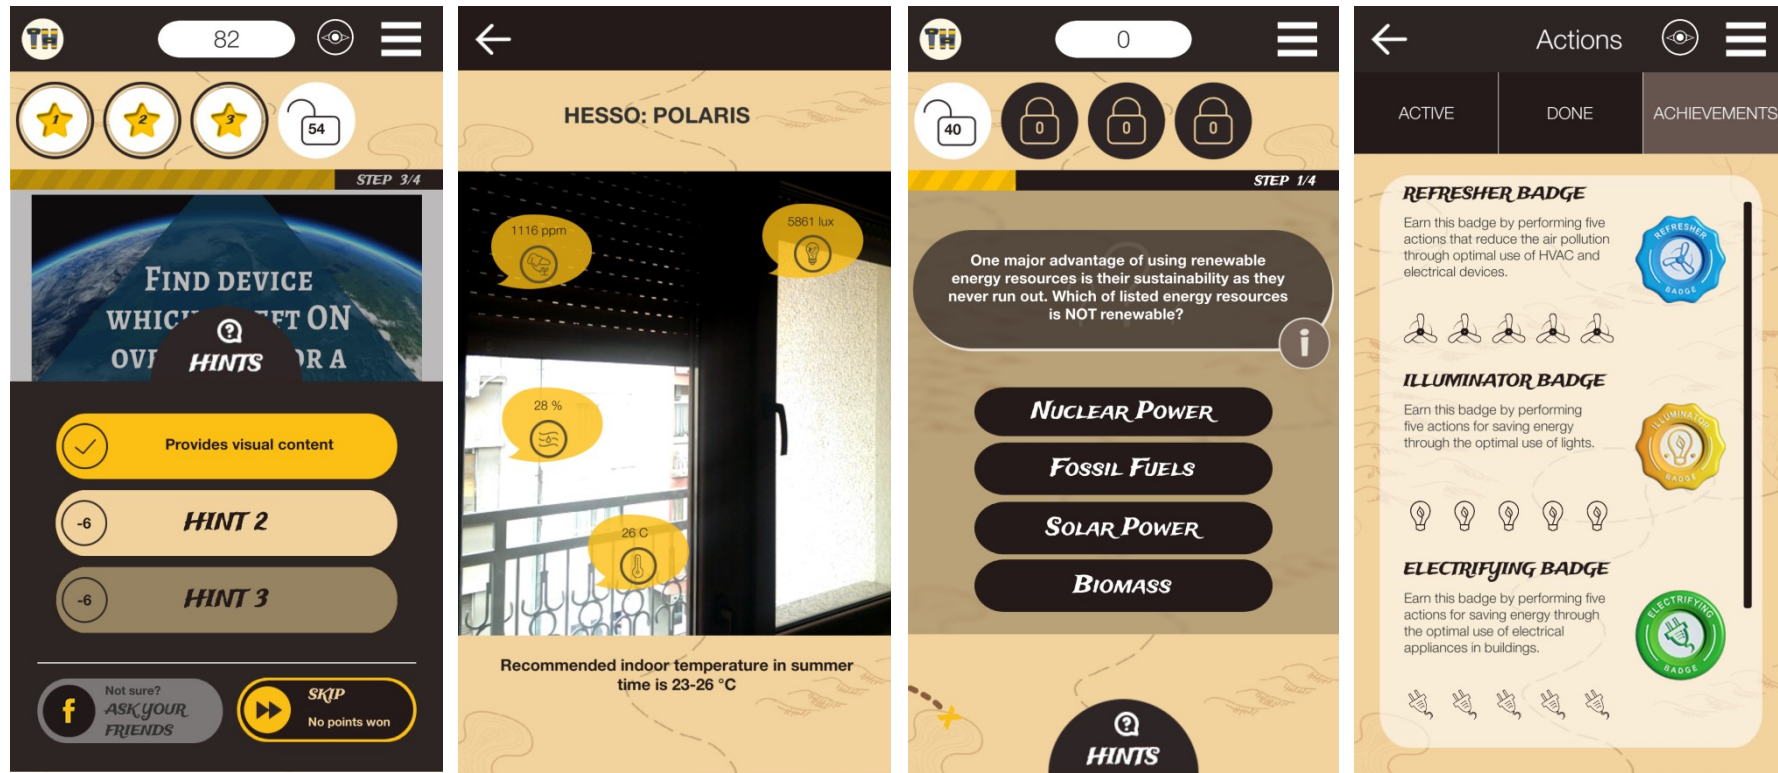 TH
82
1
2
3
54
STEP 3/4
FIND DEVICE
ON
OR A
HINTS
Provides visual content
-6
HINT 2
-6
HINT 3
Not sure?
ASK YOUR
FRIENDS
f
SKIP
No points won
HESSO: POLARIS
1116 ppm
5861 lux
28 %
26 C
Recommended indoor temperature in summer
time is 23-26 °C
TH
0
40
0
0
0
STEP 1/4
One major advantage of using renewable
energy resources is their sustainability as they
never run out. Which of listed energy resources
is NOT renewable?
i
NUCLEAR POWER
FOSSIL FUELS
SOLAR POWER
BIOMASS
HINTS
Actions
ACTIVE
DONE
ACHIEVEMENTS
REFRESHER BADGE
Earn this badge by performing five
actions that reduce the air pollution
through optimal use of HVAC and
electrical devices.
REFRESHER
BADGE
ILLUMINATOR BADGE
Earn this badge by performing
five actions for saving energy
through the optimal use of lights.
ILLUMINATOR
BADGE
ELECTRIFYING BADGE
Earn this badge by performing five
actions for saving energy through
the optimal use of electrical
appliances in buildings.
ELECTRIFYING
BADGE